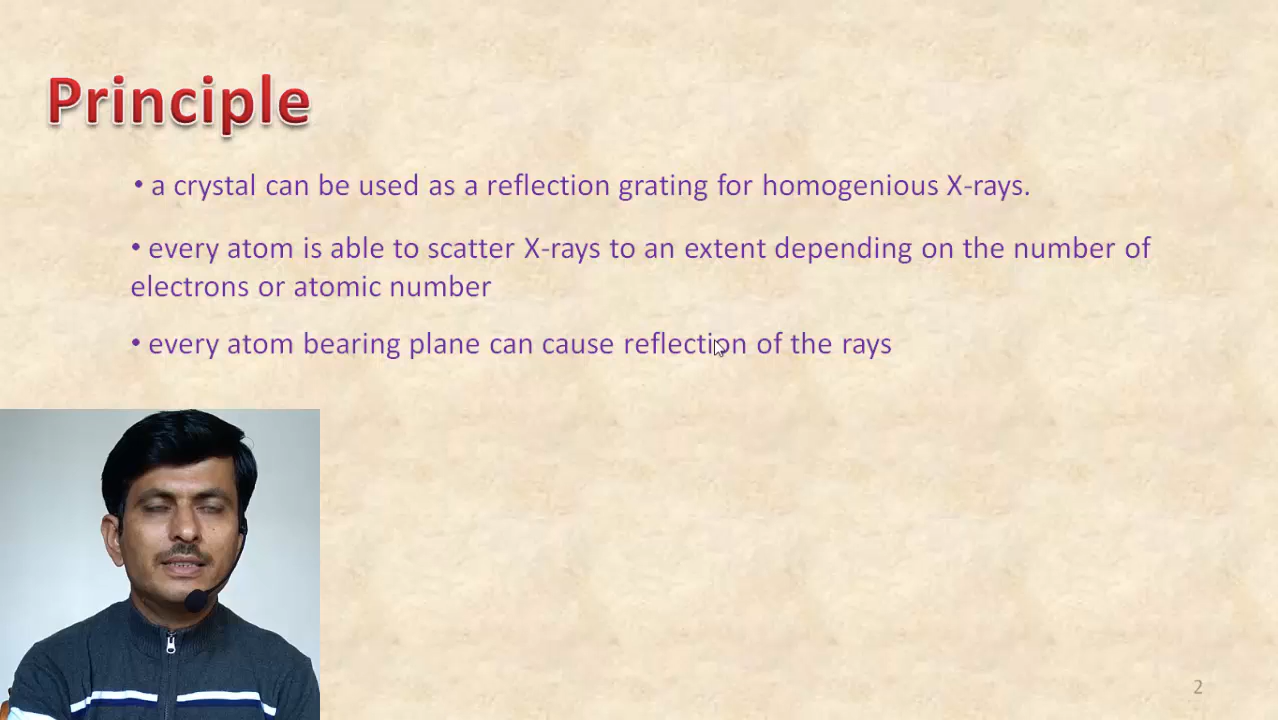 Principle
• a crystal can be used as a reflection grating for homogenious X-rays.
• every atom is able to scatter X-rays to an extent depending on the number of
electrons or atomic number
• every atom bearing plane can cause reflection of the rays
2